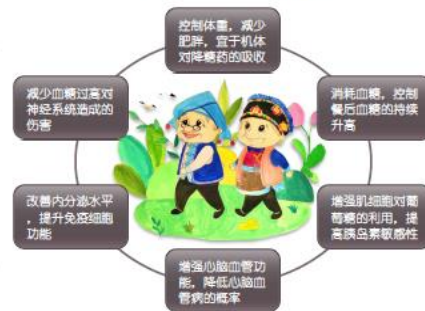 控制体重，减少
肥胖，宜于机体
对降糖药的吸收
消耗血糖，控制
餐后血糖的持续
升高
增强肌细胞对葡
萄糖的利用，提
高胰岛素敏感性
增强心脑血管功
能，降低心脑血
管病的概率
改善内分泌水平
，提升免疫细胞
功能
减少血糖过高对
神经系统造成的
伤害